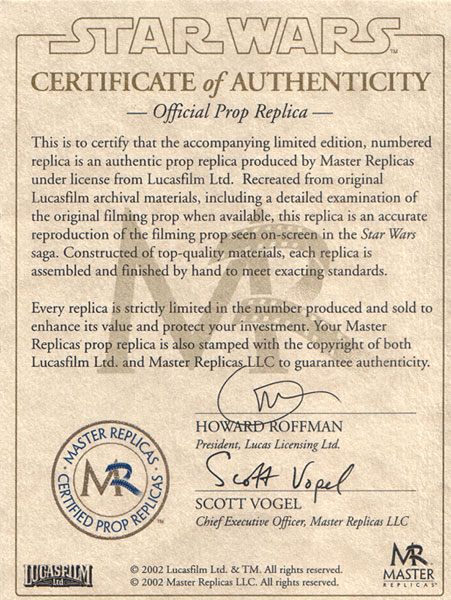 STAR WARS™
CERTIFICATE of AUTHENTICITY
— Official Prop Replica —
This is to certify that the accompanying limited edition, numbered
replica is an authentic prop replica produced by Master Replicas
under license from Lucasfilm Ltd. Recreated from original
Lucasfilm archival materials, including a detailed examination of
the original filming prop when available, this replica is an accurate
reproduction of the filming prop seen on-screen in the Star Wars
saga. Constructed of top-quality materials, each replica is
assembled and finished by hand to meet exacting standards.
Every replica is strictly limited in the number produced and sold to
enhance its value and protect your investment. Your Master
Replicas prop replica is also stamped with the copyright of both
Lucasfilm Ltd. and Master Replicas LLC to guarantee authenticity.
HOWARD ROFFMAN
President, Lucas Licensing Ltd.
Scott Vogel
SCOTT VOGEL
Chief Executive Officer, Master Replicas LLC
· MASTER REPLICAS ·
CERTIFIED PROP REPLICAS
MR
™
LUCASFILM
Ltd
© 2002 Lucasfilm Ltd. & TM. All rights reserved.
© 2002 Master Replicas LLC. All rights reserved.
MR
MASTER
REPLICAS.
MR